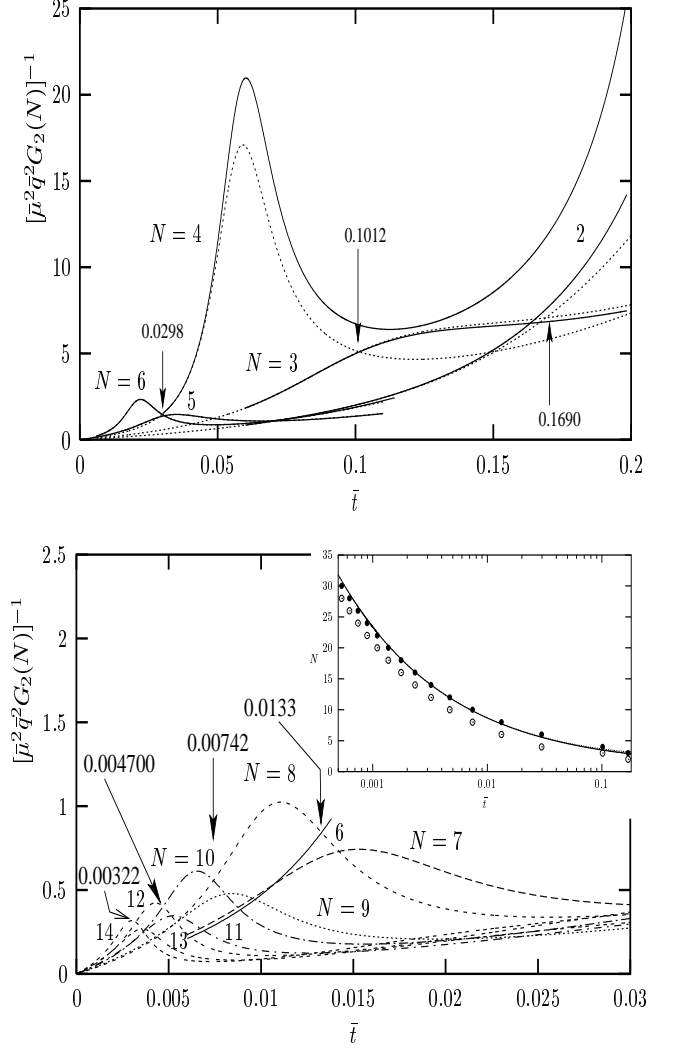 25
20
15
10
5
0
[μ̄²q̄²G₂(N)]⁻¹
N = 4
0.1012
2
0.0298
N = 3
N = 6
5
0.1690
0 0.05 0.1 0.15 0.2
t̄
2.5
2
1.5
1
0.5
0
[μ̄²q̄²G₂(N)]⁻¹
35
30
25
20
15
10
5
0
N
0.001 0.01 0.1
t̄
0.0133
0.00742
0.004700
N = 8
6
N = 7
N = 10
0.00322
12
N = 9
14
13
11
0 0.005 0.01 0.015 0.02 0.025 0.03
t̄